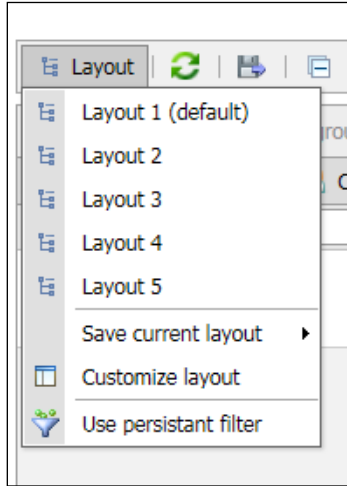 Layout
Layout 1 (default)
Layout 2
Layout 3
Layout 4
Layout 5
Save current layout
Customize layout
Use persistant filter